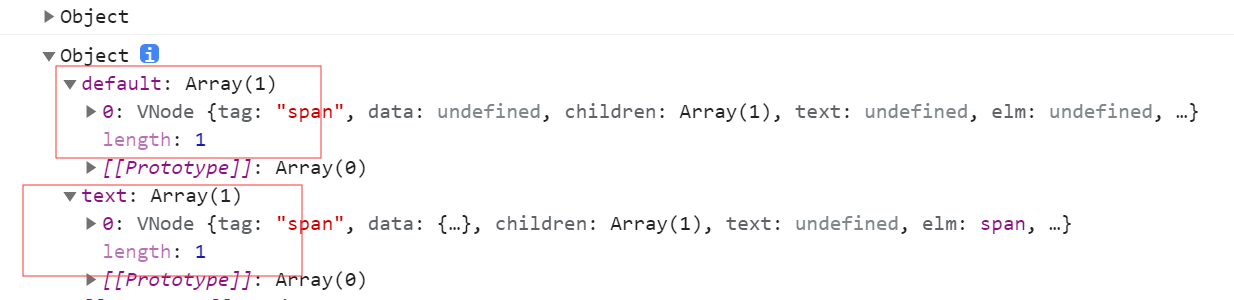 Object
Object i
default: Array(1)
0: VNode {tag: "span", data: undefined, children: Array(1), text: undefined, elm: undefined, …}
length: 1
[[Prototype]]: Array(0)
text: Array(1)
0: VNode {tag: "span", data: {…}, children: Array(1), text: undefined, elm: span, …}
length: 1
[[Prototype]]: Array(0)